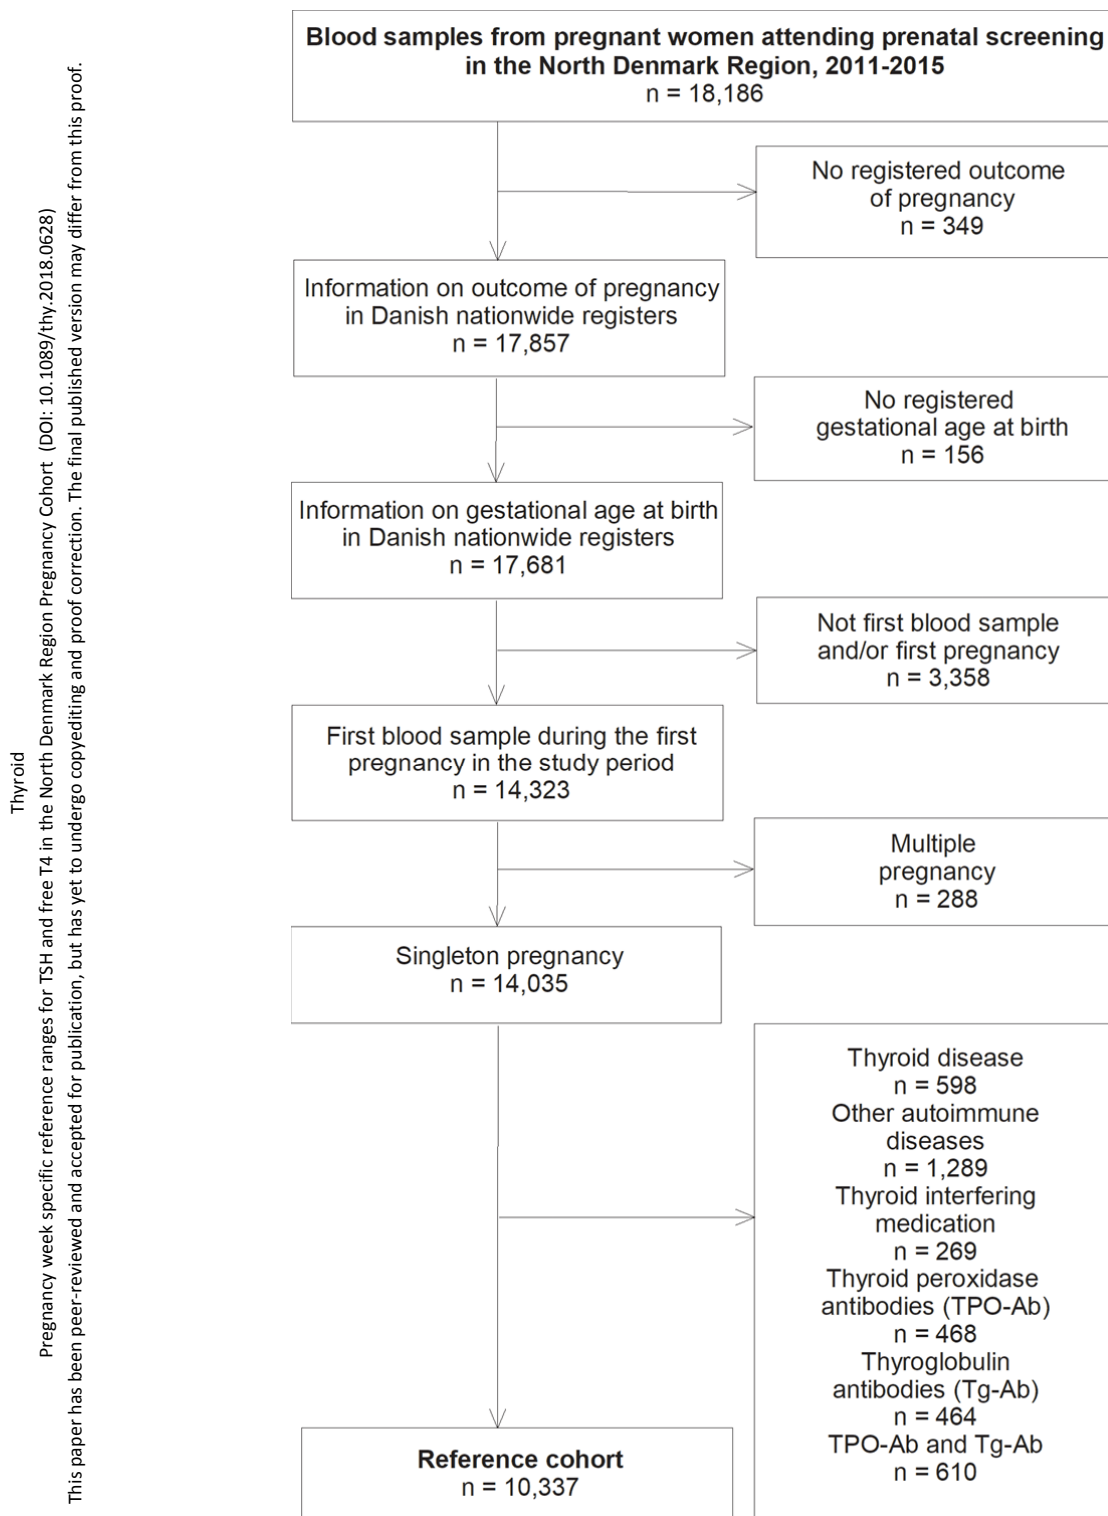 Thyroid
Pregnancy week specific reference ranges for TSH and free T4 in the North Denmark Region Pregnancy Cohort (DOI: 10.1089/thy.2018.0628)
This paper has been peer-reviewed and accepted for publication, but has yet to undergo copyediting and proof correction. The final published version may differ from this proof.
Blood samples from pregnant women attending prenatal screening
in the North Denmark Region, 2011-2015
n = 18,186
No registered outcome
of pregnancy
n = 349
Information on outcome of pregnancy
in Danish nationwide registers
n = 17,857
No registered
gestational age at birth
n = 156
Information on gestational age at birth
in Danish nationwide registers
n = 17,681
Not first blood sample
and/or first pregnancy
n = 3,358
First blood sample during the first
pregnancy in the study period
n = 14,323
Multiple
pregnancy
n = 288
Singleton pregnancy
n = 14,035
Thyroid disease
n = 598
Other autoimmune
diseases
n = 1,289
Thyroid interfering
medication
n = 269
Thyroid peroxidase
antibodies (TPO-Ab)
n = 468
Thyroglobulin
antibodies (Tg-Ab)
n = 464
TPO-Ab and Tg-Ab
n = 610
Reference cohort
n = 10,337